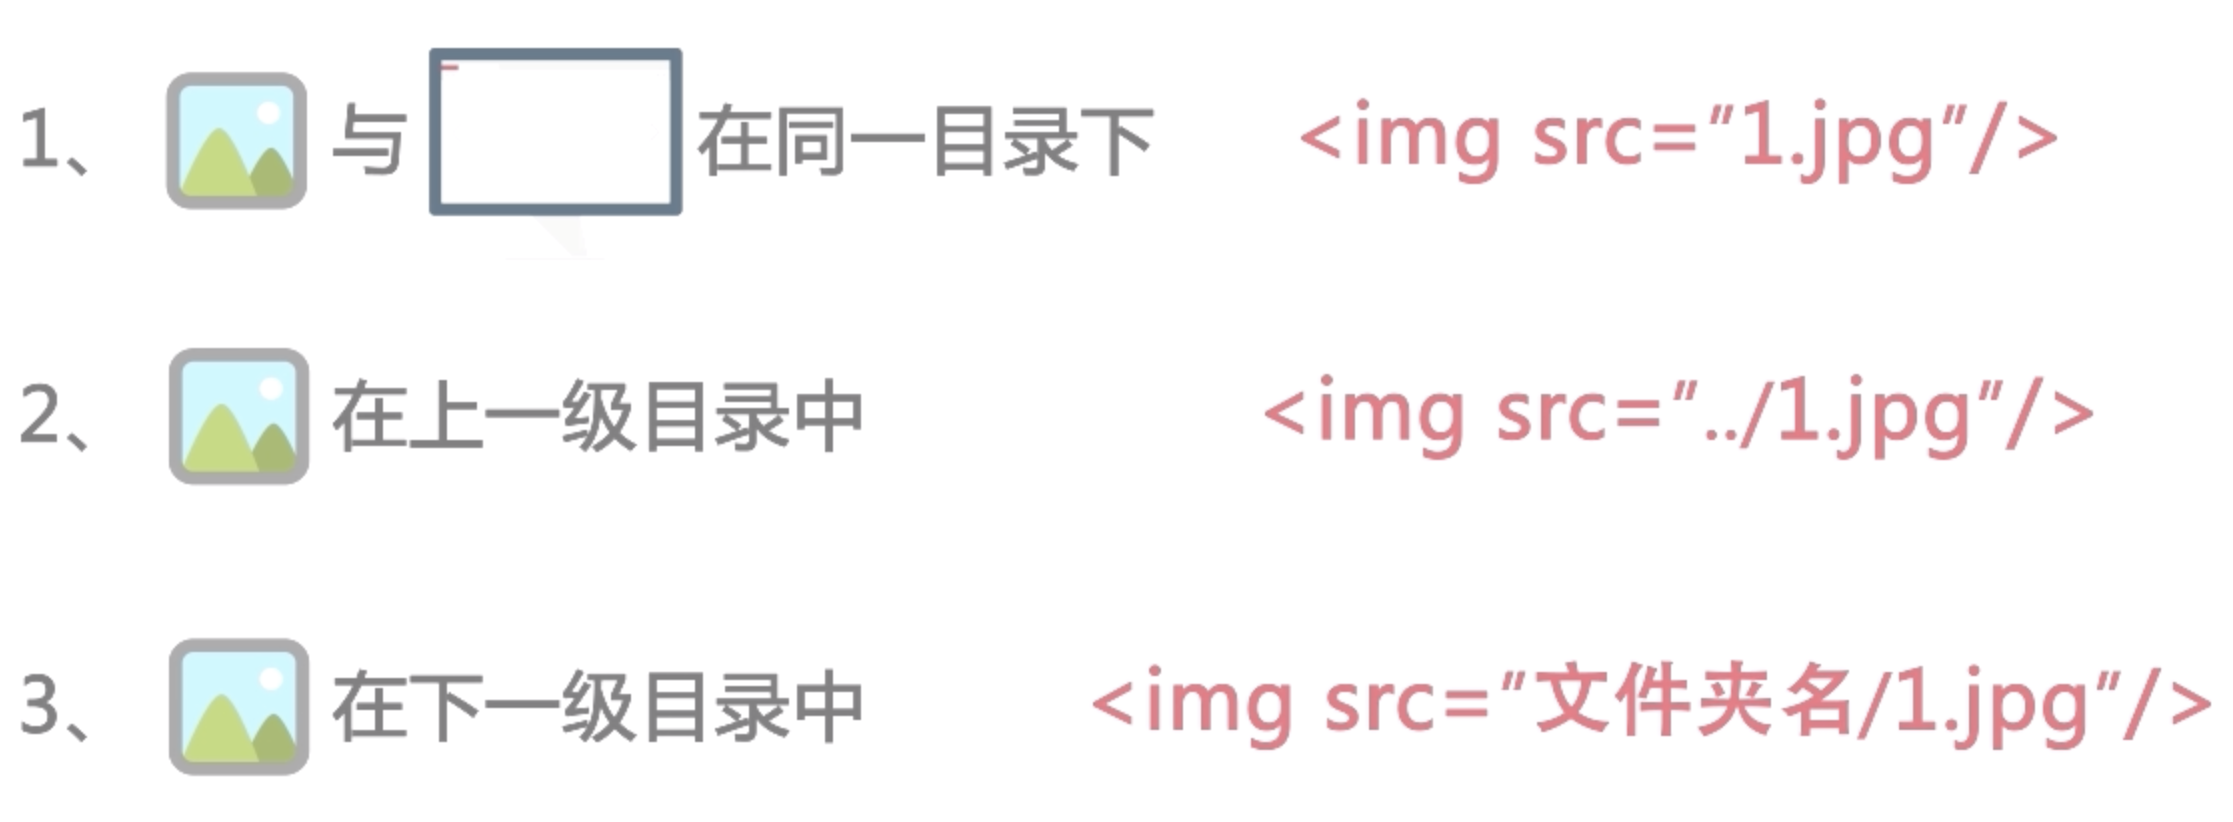 1、 与 在同一目录下 <img src="1.jpg"/>
2、 在上一级目录中 <img src="../1.jpg"/>
3、 在下一级目录中 <img src="文件夹名/1.jpg"/>